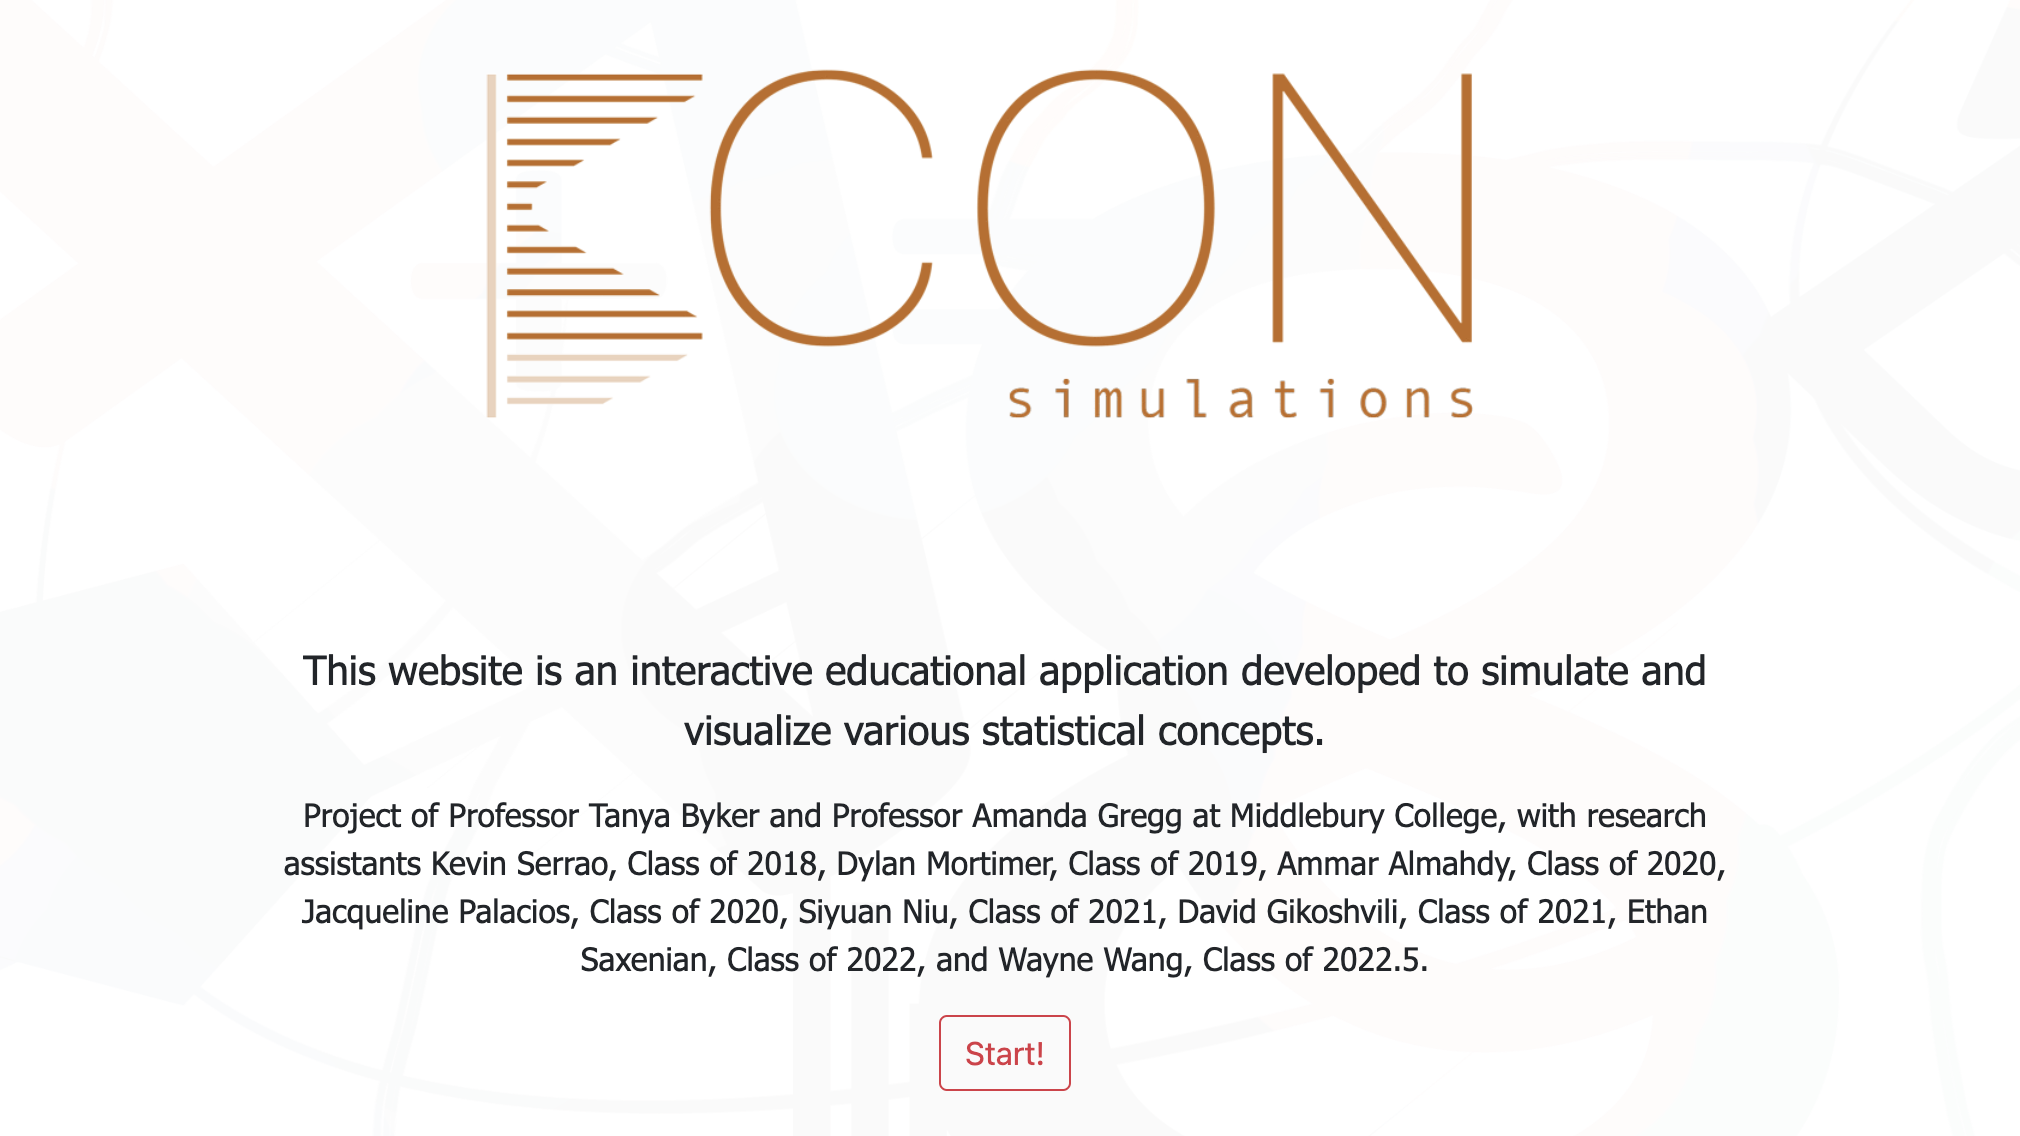 ECON
simulations
This website is an interactive educational application developed to simulate and
visualize various statistical concepts.
Project of Professor Tanya Byker and Professor Amanda Gregg at Middlebury College, with research
assistants Kevin Serrao, Class of 2018, Dylan Mortimer, Class of 2019, Ammar Almahdy, Class of 2020,
Jacqueline Palacios, Class of 2020, Siyuan Niu, Class of 2021, David Gikoshvili, Class of 2021, Ethan
Saxenian, Class of 2022, and Wayne Wang, Class of 2022.5.
Start!